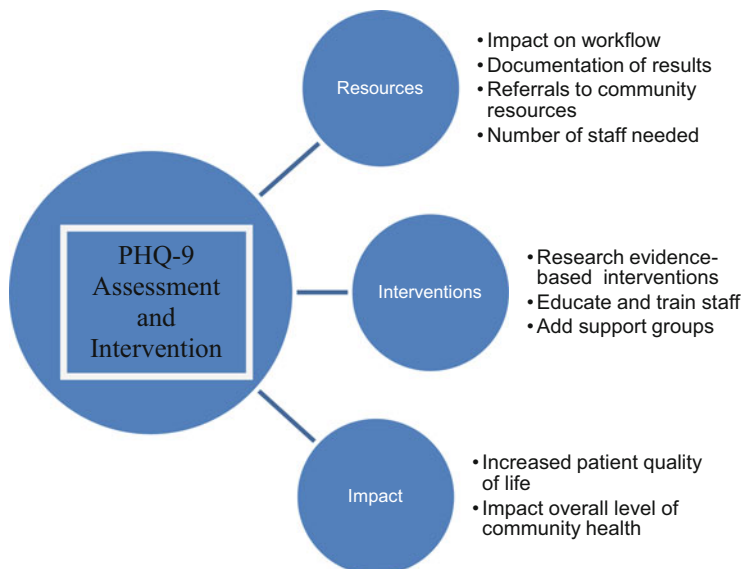 PHQ-9
Assessment
and
Intervention
Resources
• Impact on workflow
• Documentation of results
• Referrals to community
resources
• Number of staff needed
Interventions
• Research evidence-
based interventions
• Educate and train staff
• Add support groups
Impact
• Increased patient quality
of life
• Impact overall level of
community health